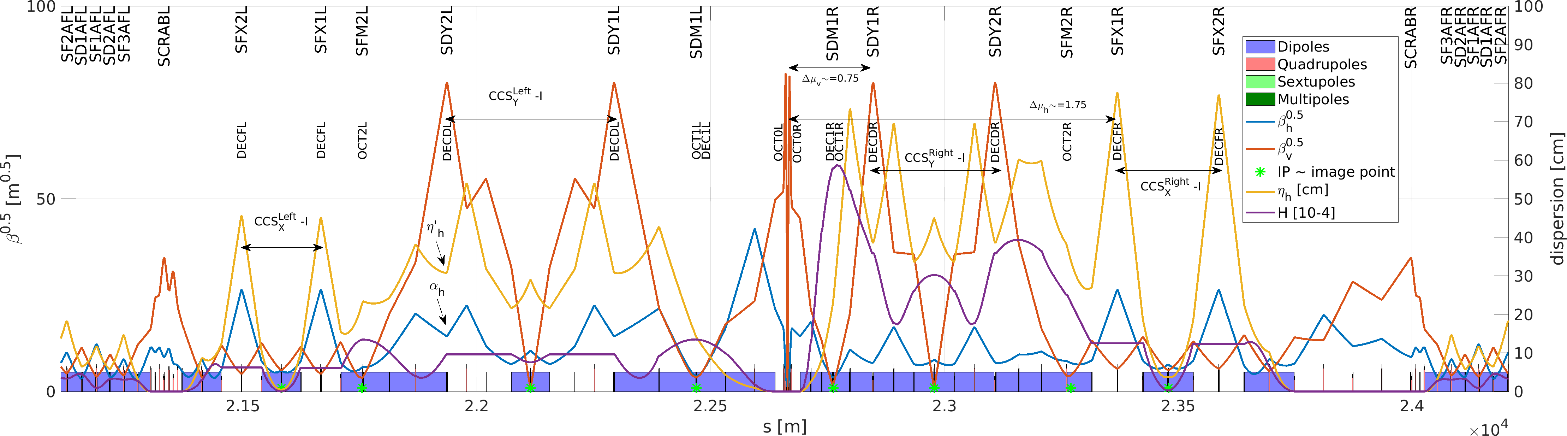 SF2AFL
SD1AFL
SF1AFL
SD2AFL
SF3AFL
SCRABL
SFX2L
SFX1L
SFM2L
SDY2L
SDY1L
SDM1L
SDM1R
SDY1R
SDY2R
SFM2R
SFX1R
SFX2R
SCRABR
SF3AFR
SD2AFR
SF1AFR
SD1AFR
SF2AFR
DECFL
DECFL
OCT2L
DECDL
DECDL
OCT1L
DEC1L
OCT0L
OCT0R
DEC1R
OCT1R
DECDR
DECDR
OCT2R
DECFR
DECFR
CCS_X^Left -I
CCS_Y^Left -I
CCS_Y^Right -I
CCS_X^Right -I
Δμ_v~=0.75
Δμ_h~=1.75
η'_h
α_h
Dipoles
Quadrupoles
Sextupoles
Multipoles
β_h^0.5
β_v^0.5
IP ~ image point
η_h [cm]
H [10-4]
β^0.5 [m^0.5]
100
50
0
dispersion [cm]
100
90
80
70
60
50
40
30
20
10
0
2.15
2.2
2.25
2.3
2.35
2.4
×10^4
s [m]